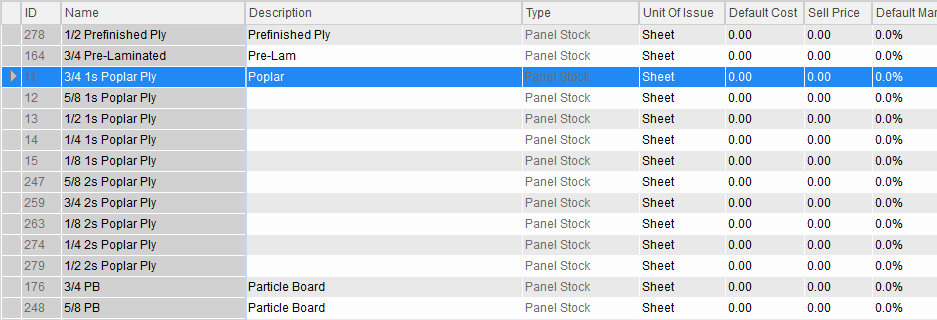 ID Name Description Type Unit Of Issue Default Cost Sell Price Default Mar
278 1/2 Prefinished Ply Prefinished Ply Panel Stock Sheet 0.00 0.00 0.0%
164 3/4 Pre-Laminated Pre-Lam Panel Stock Sheet 0.00 0.00 0.0%
11 3/4 1s Poplar Ply Poplar Panel Stock Sheet 0.00 0.00 0.0%
12 5/8 1s Poplar Ply Panel Stock Sheet 0.00 0.00 0.0%
13 1/2 1s Poplar Ply Panel Stock Sheet 0.00 0.00 0.0%
14 1/4 1s Poplar Ply Panel Stock Sheet 0.00 0.00 0.0%
15 1/8 1s Poplar Ply Panel Stock Sheet 0.00 0.00 0.0%
247 5/8 2s Poplar Ply Panel Stock Sheet 0.00 0.00 0.0%
259 3/4 2s Poplar Ply Panel Stock Sheet 0.00 0.00 0.0%
263 1/8 2s Poplar Ply Panel Stock Sheet 0.00 0.00 0.0%
274 1/4 2s Poplar Ply Panel Stock Sheet 0.00 0.00 0.0%
279 1/2 2s Poplar Ply Panel Stock Sheet 0.00 0.00 0.0%
176 3/4 PB Particle Board Panel Stock Sheet 0.00 0.00 0.0%
248 5/8 PB Particle Board Panel Stock Sheet 0.00 0.00 0.0%